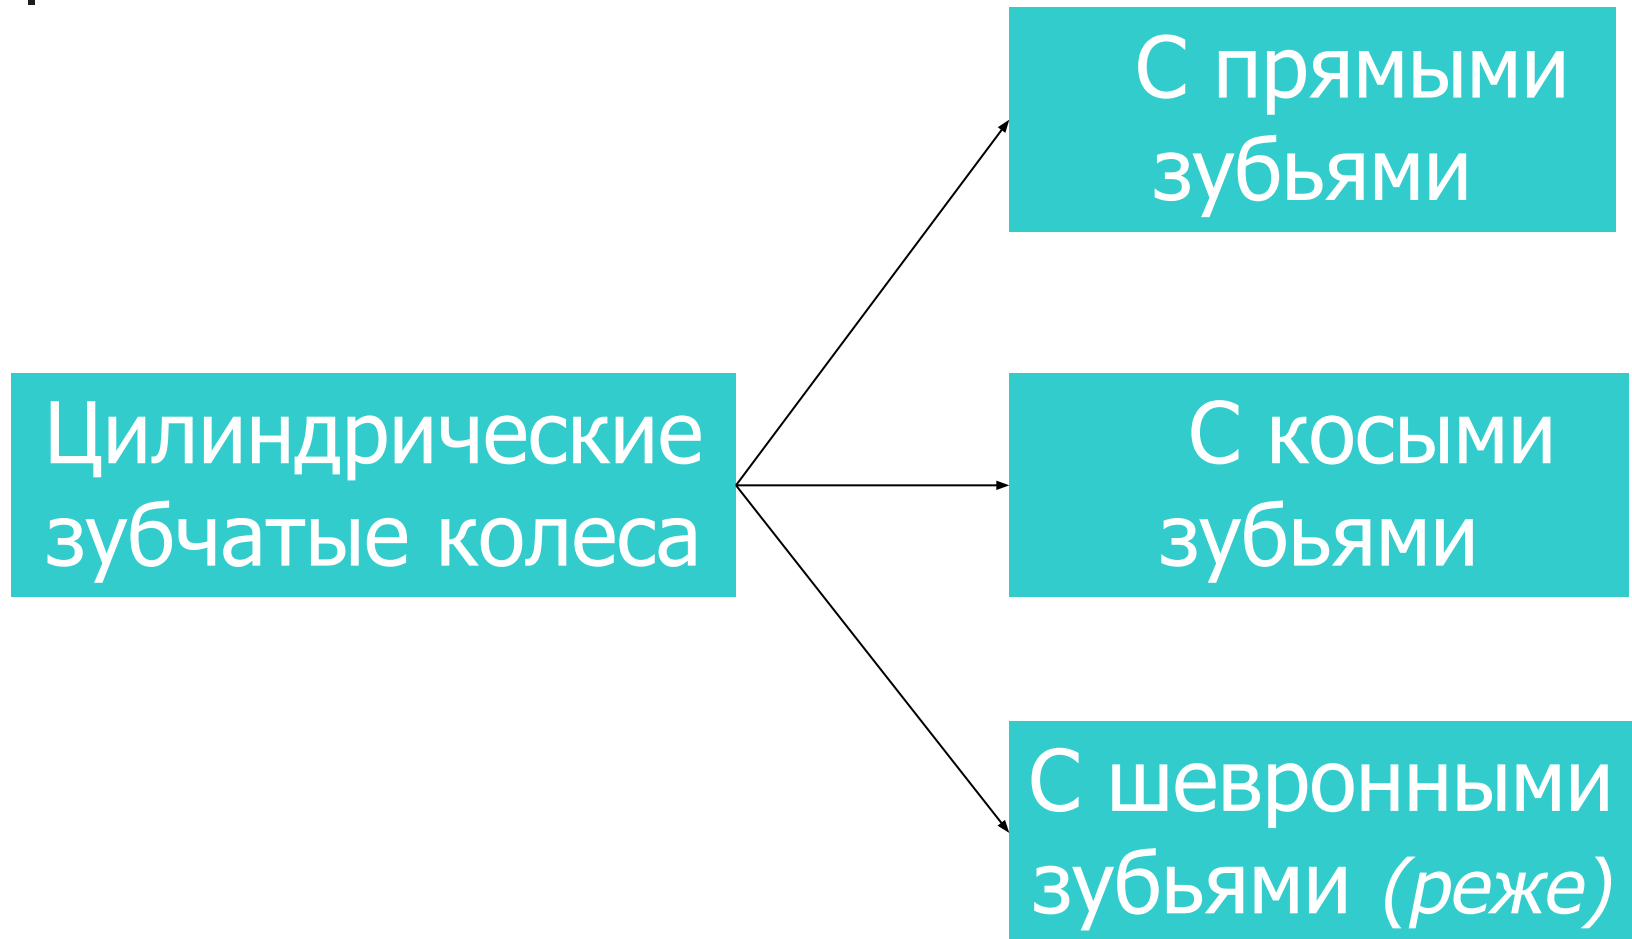 С прямыми
зубьями
Цилиндрические
зубчатые колеса
С косыми
зубьями
С шевронными
зубьями (реже)